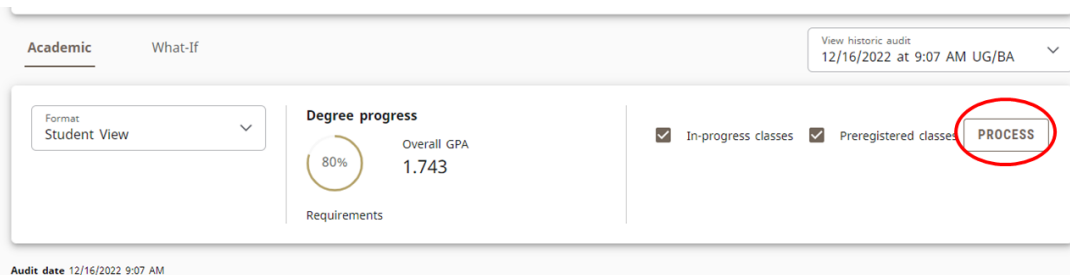 Academic
What-If
View historic audit
12/16/2022 at 9:07 AM UG/BA
Format
Student View
Degree progress
80%
Overall GPA
1.743
Requirements
In-progress classes
Preregistered classes
PROCESS
Audit date 12/16/2022 9:07 AM